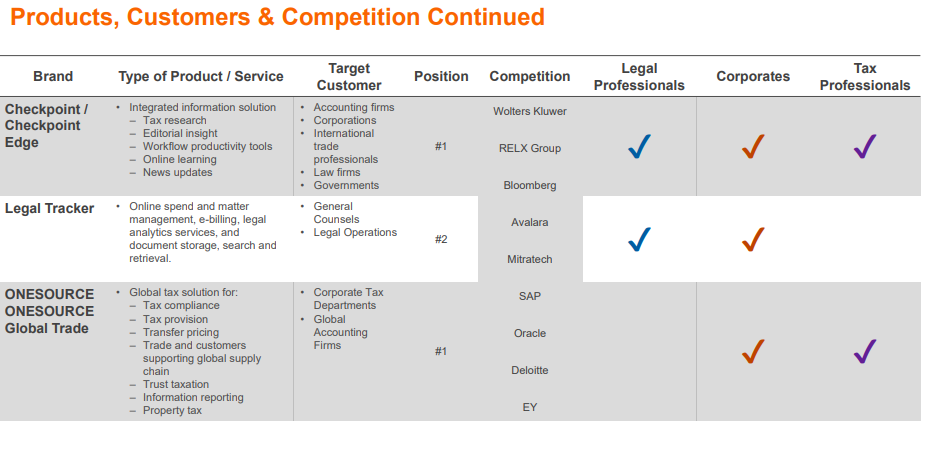 Products, Customers & Competition Continued
Brand
Type of Product / Service
Target
Customer
Position
Competition
Legal
Professionals
Corporates
Tax
Professionals
Checkpoint /
Checkpoint
Edge
• Integrated information solution
– Tax research
– Editorial insight
– Workflow productivity tools
– Online learning
– News updates
• Accounting firms
• Corporations
• International
trade
professionals
• Law firms
• Governments
#1
Wolters Kluwer
RELX Group
Bloomberg
✓ ✓ ✓
Legal Tracker
• Online spend and matter
management, e-billing, legal
analytics services, and
document storage, search and
retrieval.
• General
Counsels
• Legal Operations
#2
Avalara
Mitratech
✓ ✓
ONESOURCE
ONESOURCE
Global Trade
• Global tax solution for:
– Tax compliance
– Tax provision
– Transfer pricing
– Trade and customers
supporting global supply
chain
– Trust taxation
– Information reporting
– Property tax
• Corporate Tax
Departments
• Global
Accounting
Firms
#1
SAP
Oracle
Deloitte
EY
✓ ✓